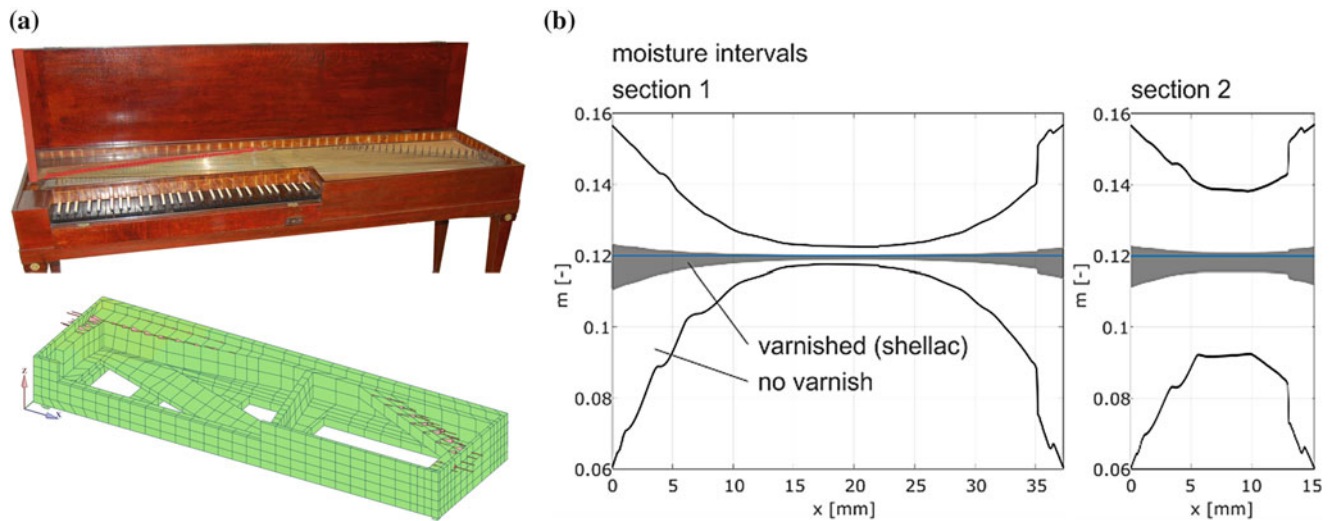 (a)
z
x
(b)
moisture intervals
section 1
section 2
0.16
0.14
0.12
0.1
0.08
0.06
m [-]
varnished (shellac)
no varnish
0 5 10 15 20 25 30 35
x [mm]
0.16
0.14
0.12
0.1
0.08
0.06
m [-]
0 5 10 15
x [mm]